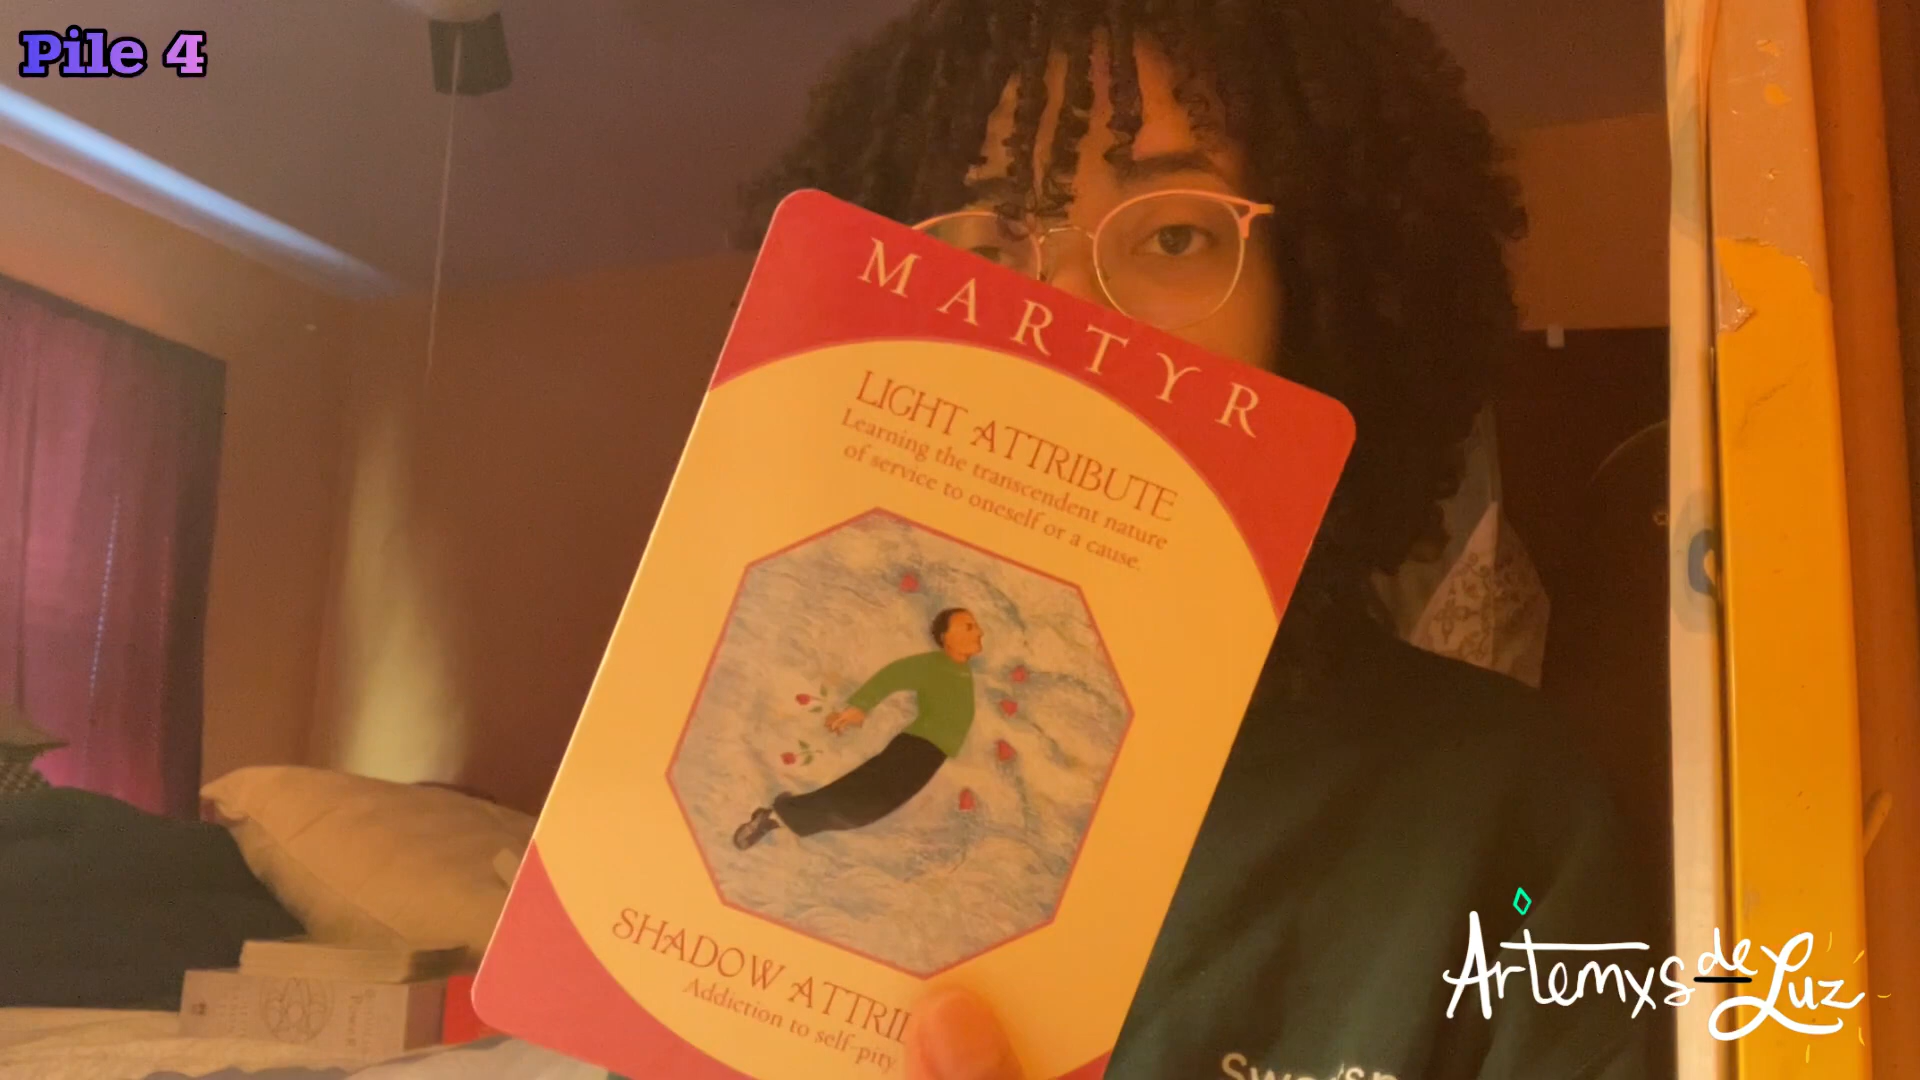 Pile 4
MARTYR
LIGHT ATTRIBUTE
Learning the transcendent nature
of service to oneself or a cause.
SHADOW
Addiction to self-pity
Artemxs de Luz